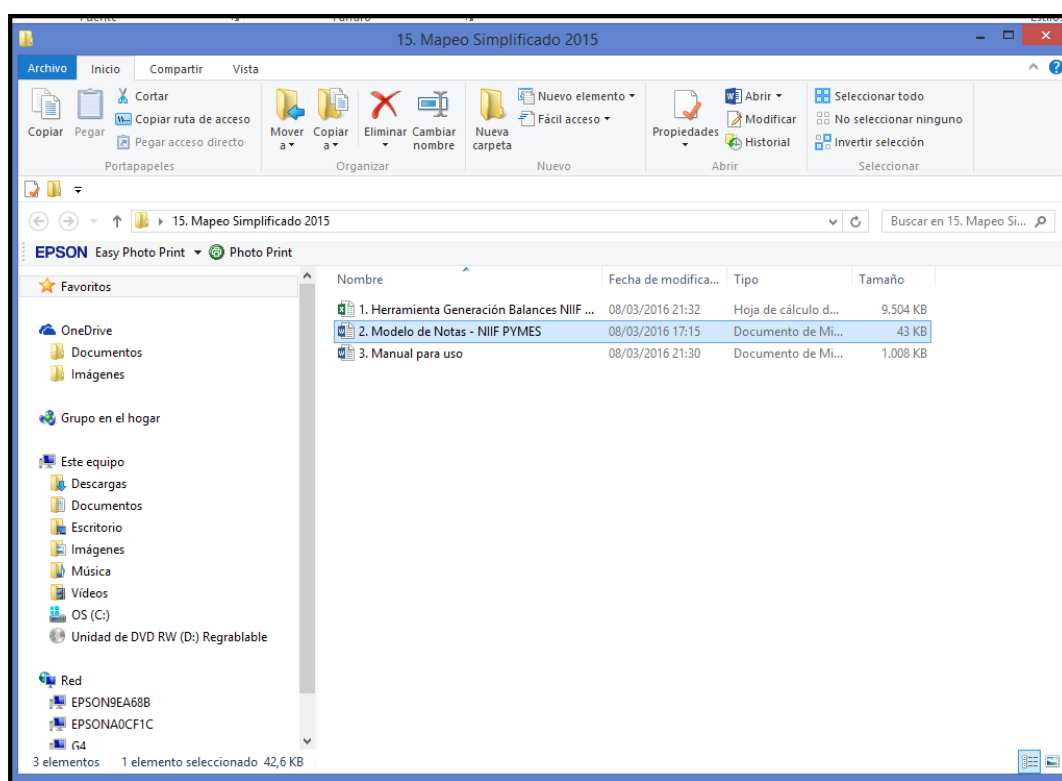 15. Mapeo Simplificado 2015
Archivo Inicio Compartir Vista
Copiar
Pegar
Cortar
Copiar ruta de acceso
Pegar acceso directo
Portapapeles
Mover a
Copiar a
Eliminar
Cambiar nombre
Organizar
Nueva carpeta
Nuevo elemento
Fácil acceso
Nuevo
Propiedades
Abrir
Modificar
Historial
Abrir
Seleccionar todo
No seleccionar ninguno
Invertir selección
Seleccionar
15. Mapeo Simplificado 2015
Buscar en 15. Mapeo Si...
EPSON Easy Photo Print Photo Print
Nombre Fecha de modifica... Tipo Tamaño
1. Herramienta Generación Balances NIIF ... 08/03/2016 21:32 Hoja de cálculo d... 9.504 KB
2. Modelo de Notas - NIIF PYMES 08/03/2016 17:15 Documento de Mi... 43 KB
3. Manual para uso 08/03/2016 21:30 Documento de Mi... 1.008 KB
Favoritos
OneDrive
Documentos
Imágenes
Grupo en el hogar
Este equipo
Descargas
Documentos
Escritorio
Imágenes
Música
Vídeos
OS (C:)
Unidad de DVD RW (D:) Regrablable
Red
EPSON9EA68B
EPSONA0CF1C
G4
3 elementos 1 elemento seleccionado 42,6 KB